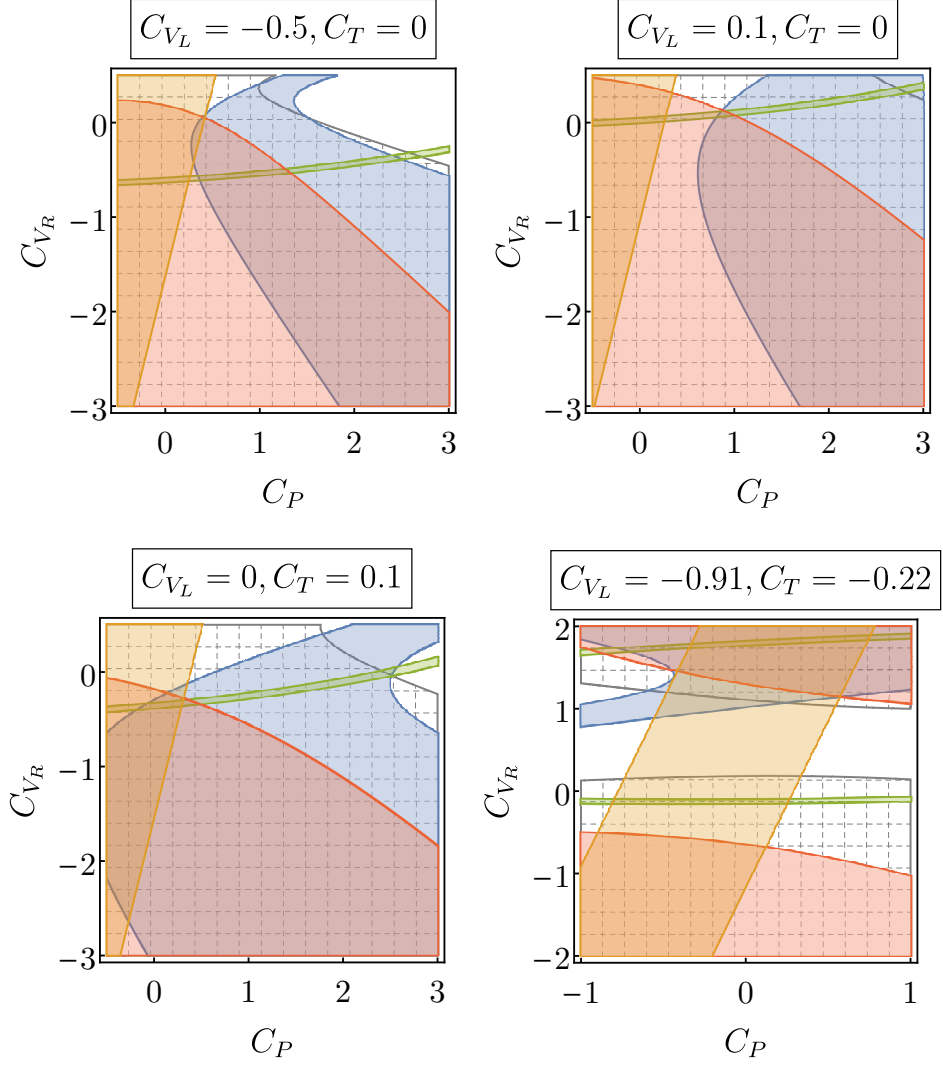 C_{V_L} = −0.5, C_T = 0
0
−1
−2
−3
C_{V_R}
0 1 2 3
C_P
C_{V_L} = 0.1, C_T = 0
0
−1
−2
−3
C_{V_R}
0 1 2 3
C_P
C_{V_L} = 0, C_T = 0.1
0
−1
−2
−3
C_{V_R}
0 1 2 3
C_P
C_{V_L} = −0.91, C_T = −0.22
2
1
0
−1
−2
C_{V_R}
−1 0 1
C_P